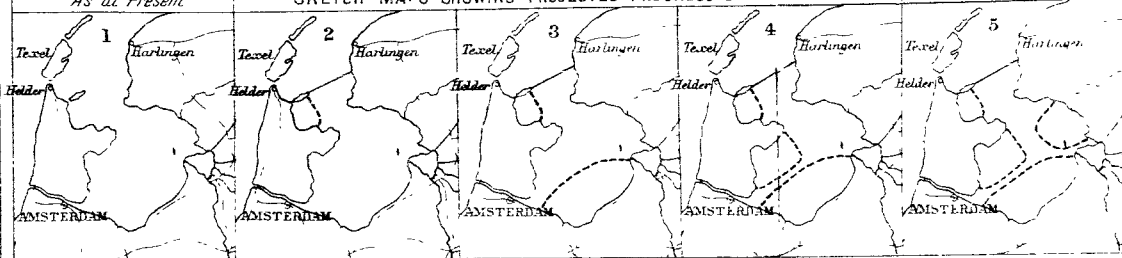 As at Present
SKETCH MAPS SHOWING PROJECTED PROGRESS
1
Texel
Harlingen
Helder
AMSTERDAM
2
Texel
Harlingen
Helder
AMSTERDAM
3
Texel
Harlingen
Helder
AMSTERDAM
4
Texel
Harlingen
Helder
AMSTERDAM
5
Texel
Harlingen
Helder
AMSTERDAM